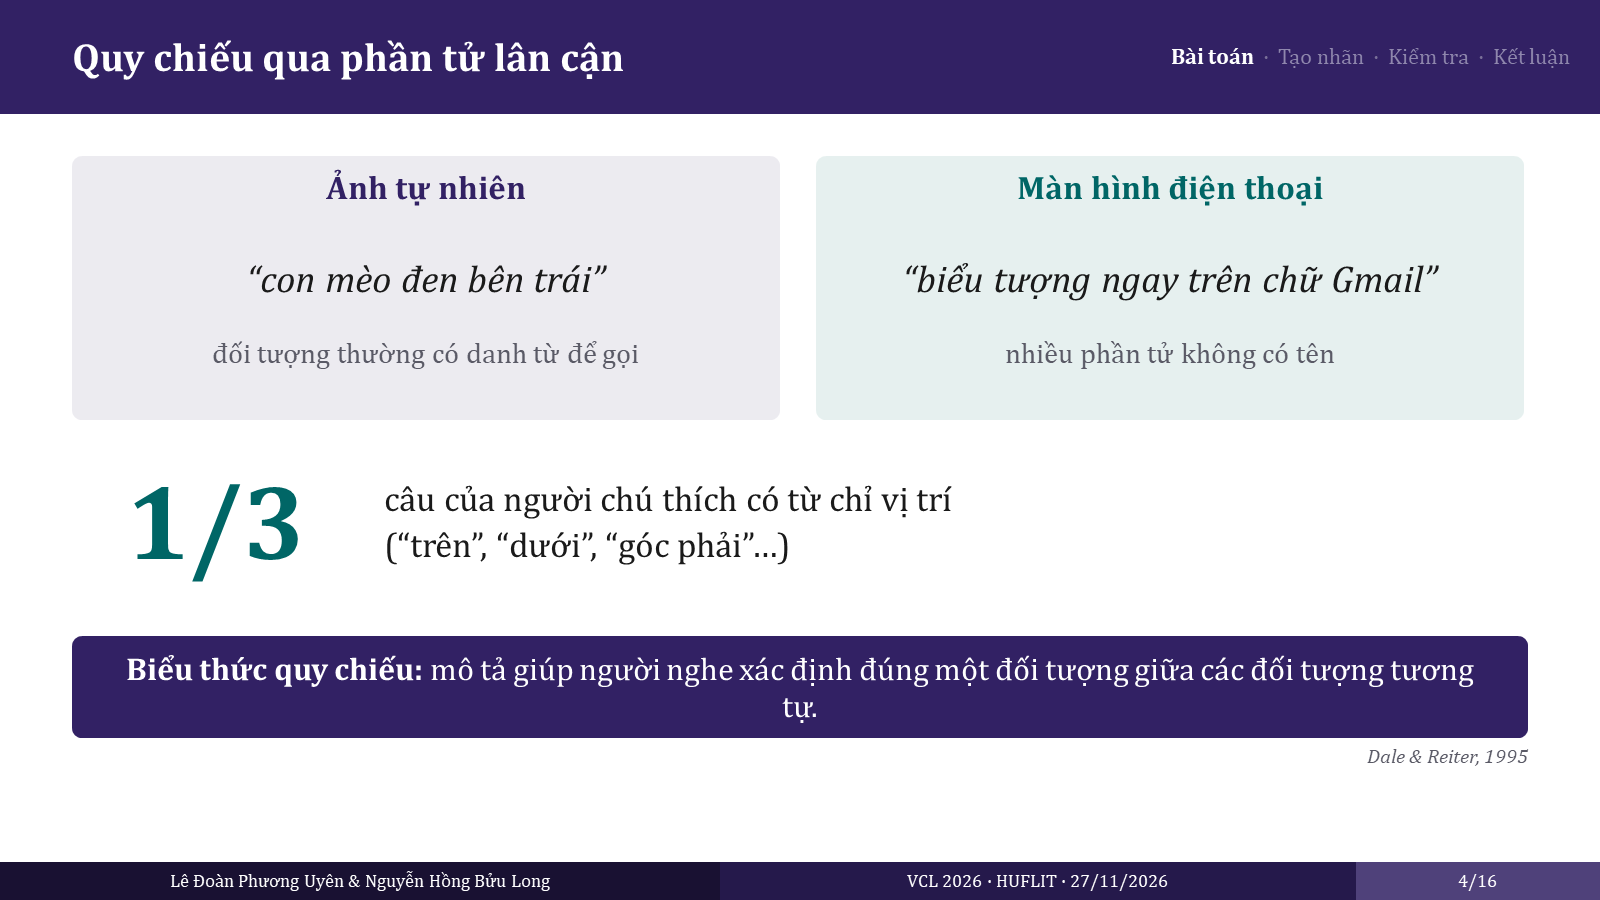 Quy chiếu qua phần tử lân cận
Bài toán · Tạo nhãn · Kiểm tra · Kết luận
Ảnh tự nhiên
“con mèo đen bên trái”
đối tượng thường có danh từ để gọi
Màn hình điện thoại
“biểu tượng ngay trên chữ Gmail”
nhiều phần tử không có tên
1/3
câu của người chú thích có từ chỉ vị trí
(“trên”, “dưới”, “góc phải”…)
Biểu thức quy chiếu: mô tả giúp người nghe xác định đúng một đối tượng giữa các đối tượng tương
tự.
Dale & Reiter, 1995
Lê Đoàn Phương Uyên & Nguyễn Hồng Bửu Long
VCL 2026 · HUFLIT · 27/11/2026
4/16